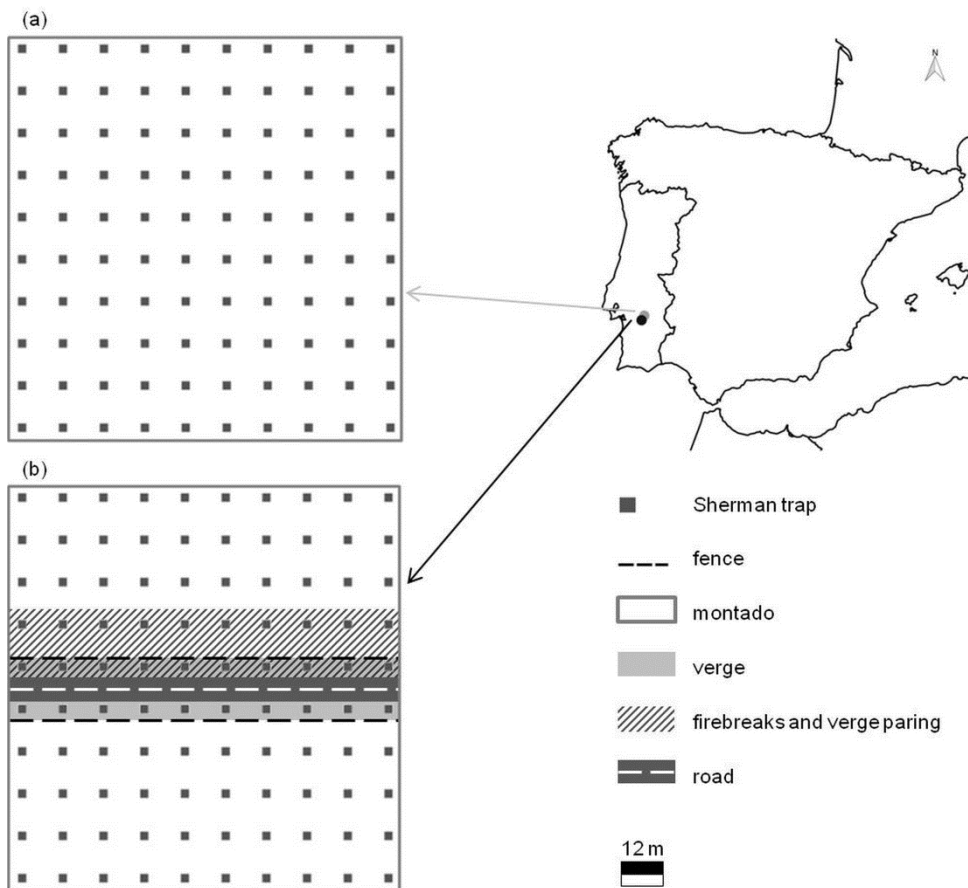 (a)
N
(b)
Sherman trap
fence
montado
verge
firebreaks and verge paring
road
12 m